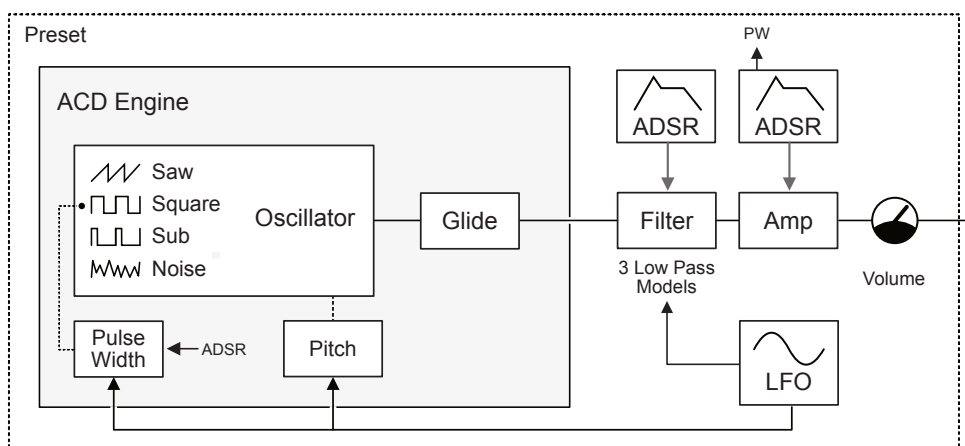 Preset
PW
ACD Engine
ADSR
ADSR
Saw
Square
Sub
Noise
Oscillator
Glide
Filter
Amp
3 Low Pass
Models
Volume
Pulse
Width
ADSR
Pitch
LFO